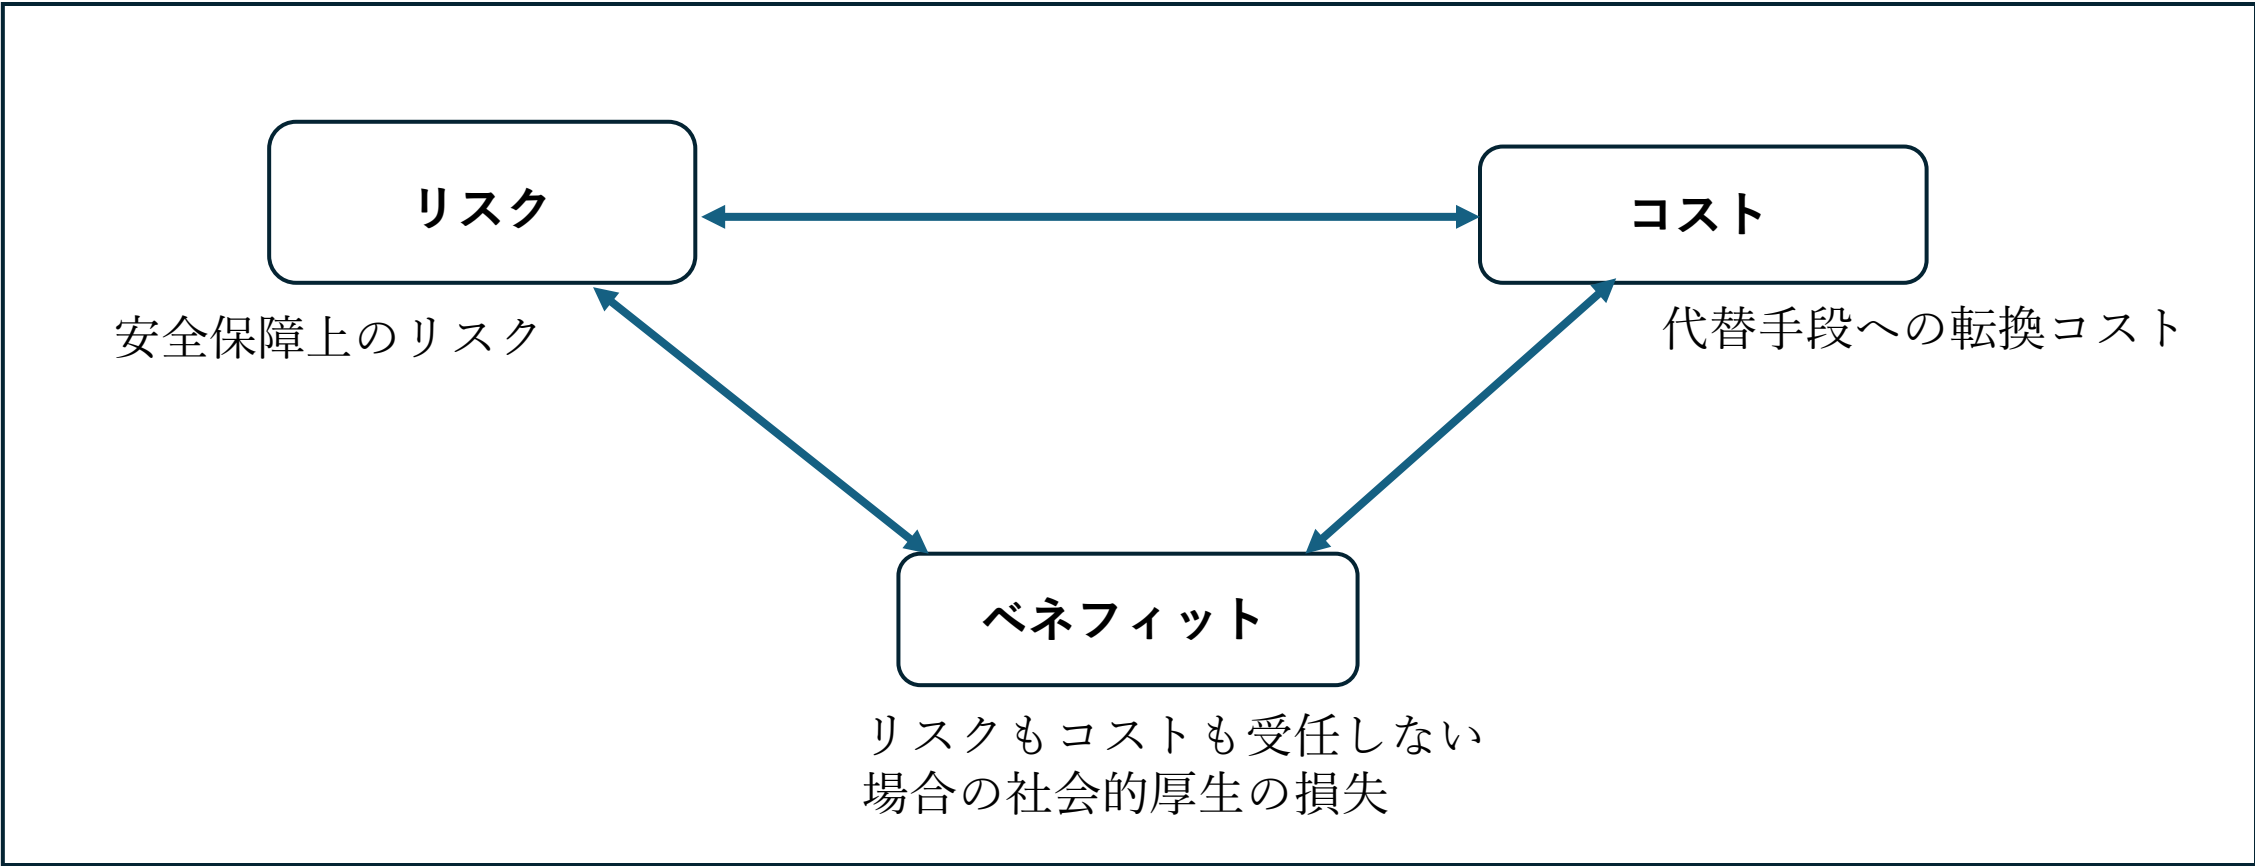 リスク
コスト
安全保障上のリスク
代替手段への転換コスト
ベネフィット
リスクもコストも受任しない
場合の社会的厚生の損失